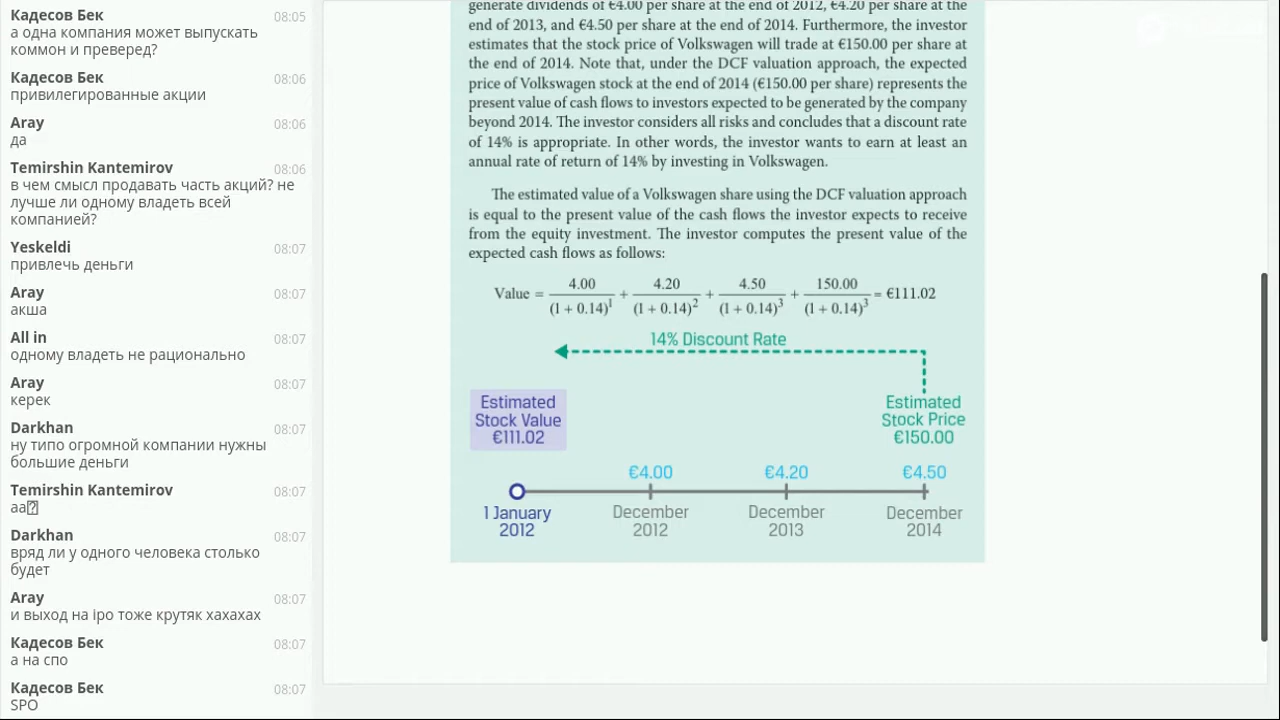 Кадесов Бек 08:05
а одна компания может выпускать
коммон и преверед?
Кадесов Бек 08:06
привилегированные акции
Aray 08:06
да
Temirshin Kantemirov 08:06
в чем смысл продавать часть акций? не
лучше ли одному владеть всей
компанией?
Yeskeldi 08:07
привлечь деньги
Aray 08:07
акша
All in 08:07
одному владеть не рационально
Aray 08:07
керек
Darkhan 08:07
ну типо огромной компании нужны
большие деньги
Temirshin Kantemirov 08:07
аа
Darkhan 08:07
вряд ли у одного человека столько
будет
Aray 08:07
и выход на ipo тоже крутяк хахахах
Кадесов Бек 08:07
а на спо
Кадесов Бек 08:07
SPO
generate dividends of €4.00 per share at the end of 2012, €4.20 per share at the
end of 2013, and €4.50 per share at the end of 2014. Furthermore, the investor
estimates that the stock price of Volkswagen will trade at €150.00 per share at
the end of 2014. Note that, under the DCF valuation approach, the expected
price of Volkswagen stock at the end of 2014 (€150.00 per share) represents the
present value of cash flows to investors expected to be generated by the company
beyond 2014. The investor considers all risks and concludes that a discount rate
of 14% is appropriate. In other words, the investor wants to earn at least an
annual rate of return of 14% by investing in Volkswagen.
The estimated value of a Volkswagen share using the DCF valuation approach
is equal to the present value of the cash flows the investor expects to receive
from the equity investment. The investor computes the present value of the
expected cash flows as follows:
Value = 4.00/(1 + 0.14)^1 + 4.20/(1 + 0.14)^2 + 4.50/(1 + 0.14)^3 + 150.00/(1 + 0.14)^3 = €111.02
14% Discount Rate
Estimated
Stock Value
€111.02
Estimated
Stock Price
€150.00
€4.00 €4.20 €4.50
1 January
2012
December
2012
December
2013
December
2014